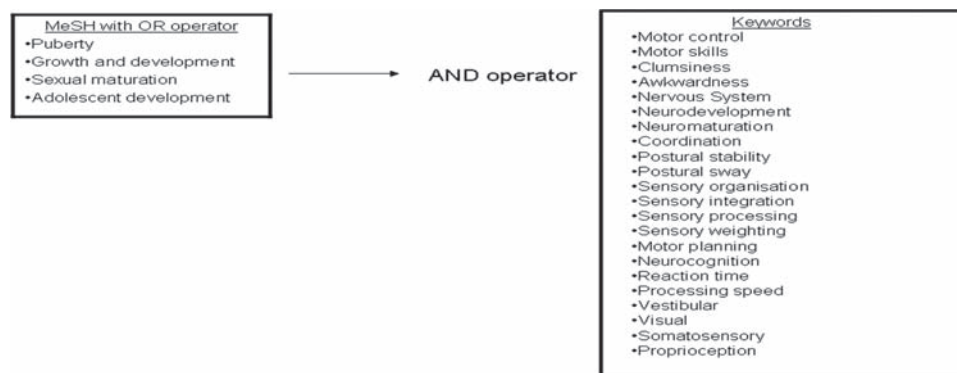 MeSH with OR operator
•Puberty
•Growth and development
•Sexual maturation
•Adolescent development
AND operator
Keywords
•Motor control
•Motor skills
•Clumsiness
•Awkwardness
•Nervous System
•Neurodevelopment
•Neuromaturation
•Coordination
•Postural stability
•Postural sway
•Sensory organisation
•Sensory integration
•Sensory processing
•Sensory weighting
•Motor planning
•Neurocognition
•Reaction time
•Processing speed
•Vestibular
•Visual
•Somatosensory
•Proprioception